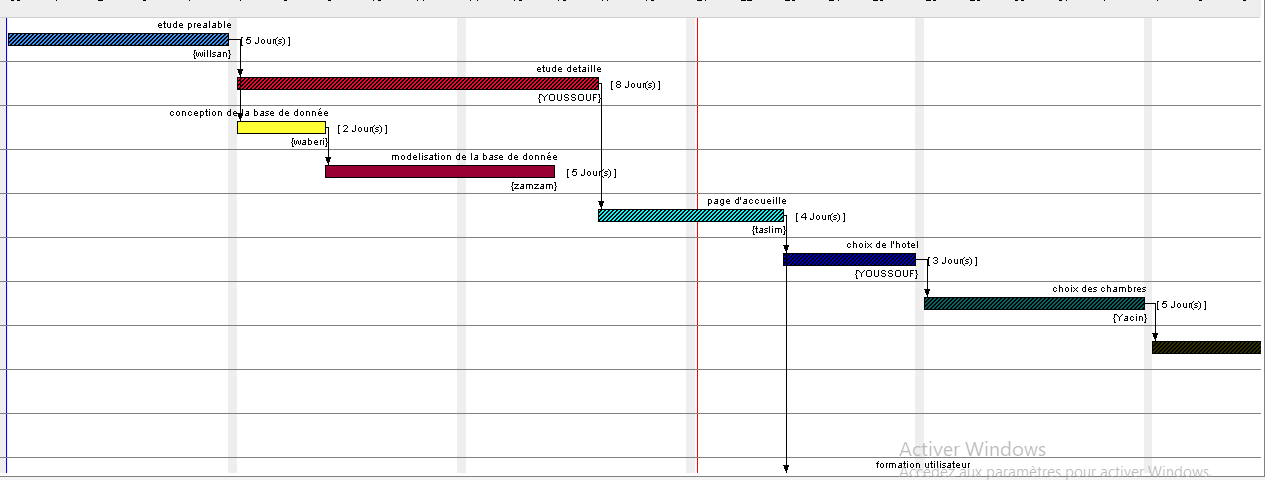 etude prealable
[ 5 Jour(s) ]
{willsan}
etude detaille
[ 8 Jour(s) ]
{YOUSSOUF}
conception de la base de donnée
[ 2 Jour(s) ]
{waberi}
modelisation de la base de donnée
[ 5 Jour(s) ]
{zamzam}
page d'accueille
[ 4 Jour(s) ]
{taslim}
choix de l'hotel
[ 3 Jour(s) ]
{YOUSSOUF}
choix des chambres
[ 5 Jour(s) ]
{Yacin}
Activer Windows
formation utilisateur
Accédez aux paramètres pour activer Windows.